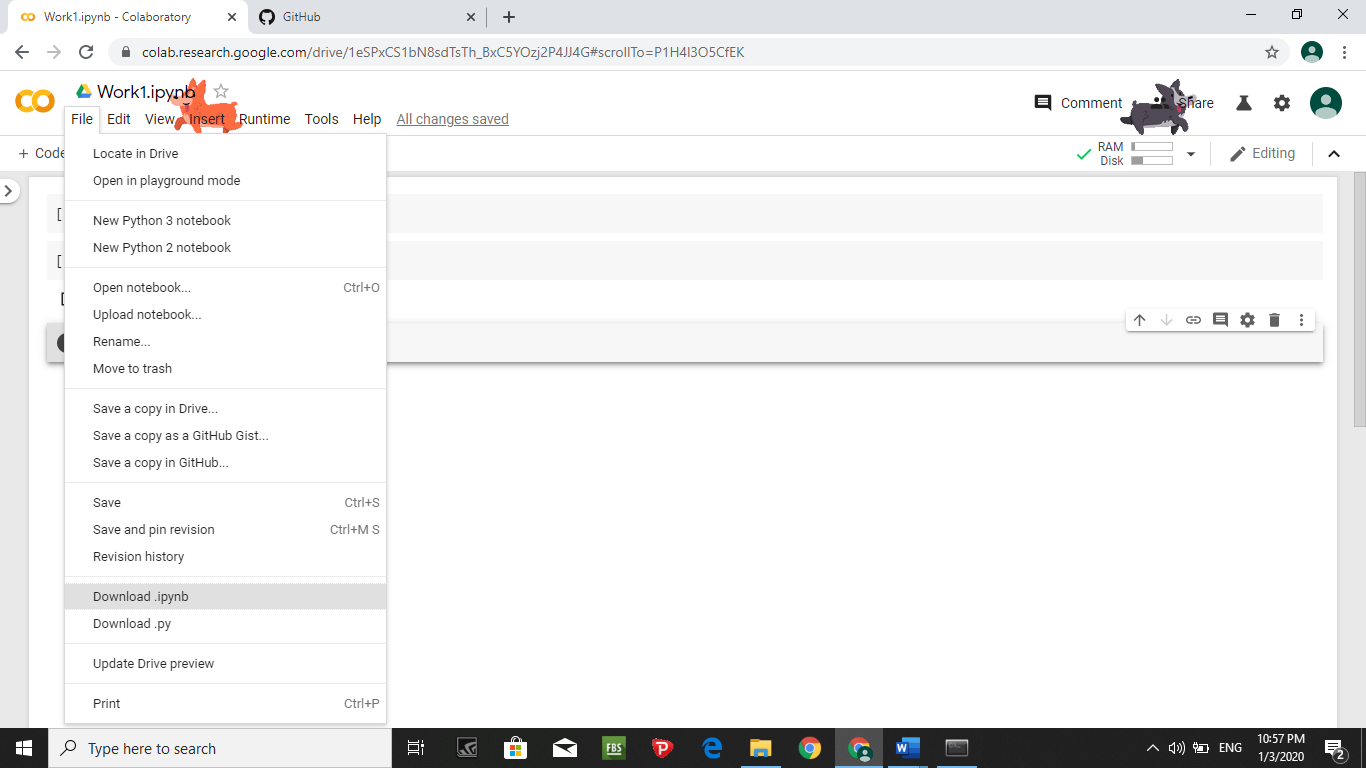 Work1.ipynb - Colaboratory
GitHub
colab.research.google.com/drive/1eSPxCS1bN8sdTsTh_BxC5YOzj2P4JJ4G#scrollTo=P1H4I3O5CfEK
Work1.ipynb
Comment Share
File Edit View Insert Runtime Tools Help All changes saved
+ Code
RAM
Disk
Editing
Locate in Drive
Open in playground mode
New Python 3 notebook
New Python 2 notebook
Open notebook... Ctrl+O
Upload notebook...
Rename...
Move to trash
Save a copy in Drive...
Save a copy as a GitHub Gist...
Save a copy in GitHub...
Save Ctrl+S
Save and pin revision Ctrl+M S
Revision history
Download .ipynb
Download .py
Update Drive preview
Print Ctrl+P
[
[
[
Type here to search
FBS
ENG
10:57 PM
1/3/2020
2